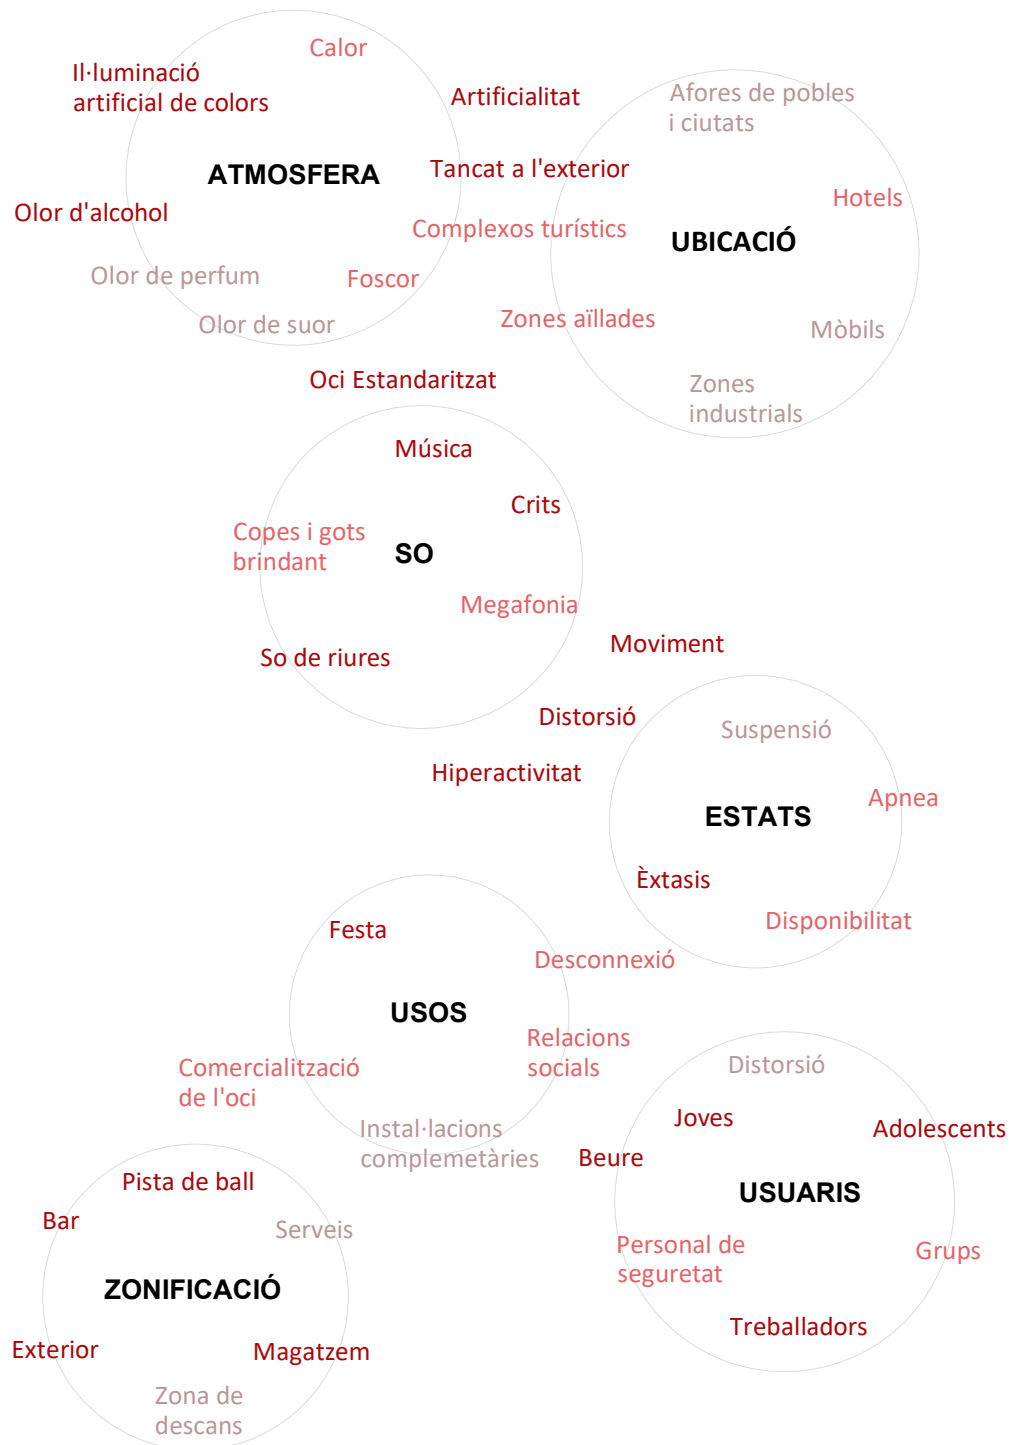 Calor
Il·luminació
artificial de colors
Artificialitat
Afores de pobles
i ciutats
ATMOSFERA
Tancat a l'exterior
Hotels
Olor d'alcohol
Complexos turístics
UBICACIÓ
Olor de perfum
Foscor
Olor de suor
Zones aïllades
Mòbils
Oci Estandaritzat
Zones
industrials
Música
Crits
Copes i gots
brindant
SO
Megafonia
So de riures
Moviment
Distorsió
Suspensió
Hiperactivitat
Apnea
ESTATS
Èxtasis
Festa
Disponibilitat
Desconnexió
USOS
Relacions
socials
Comercialització
de l'oci
Distorsió
Instal·lacions
complemetàries
Joves
Adolescents
Beure
Pista de ball
USUARIS
Bar
Serveis
Personal de
seguretat
Grups
ZONIFICACIÓ
Treballadors
Exterior
Magatzem
Zona de
descans